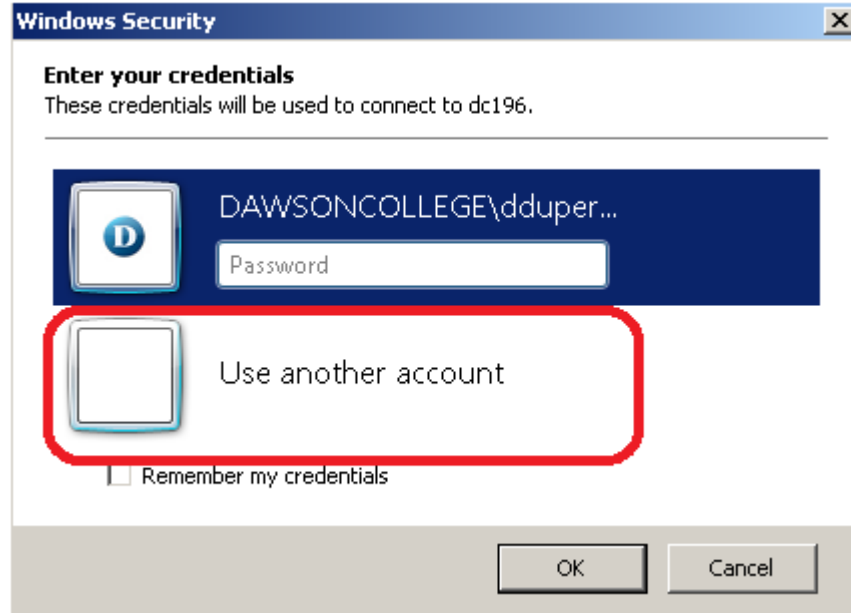 Windows Security
Enter your credentials
These credentials will be used to connect to dc196.
DAWSONCOLLEGE\dduper...
D
Password
Use another account
Remember my credentials
OK
Cancel